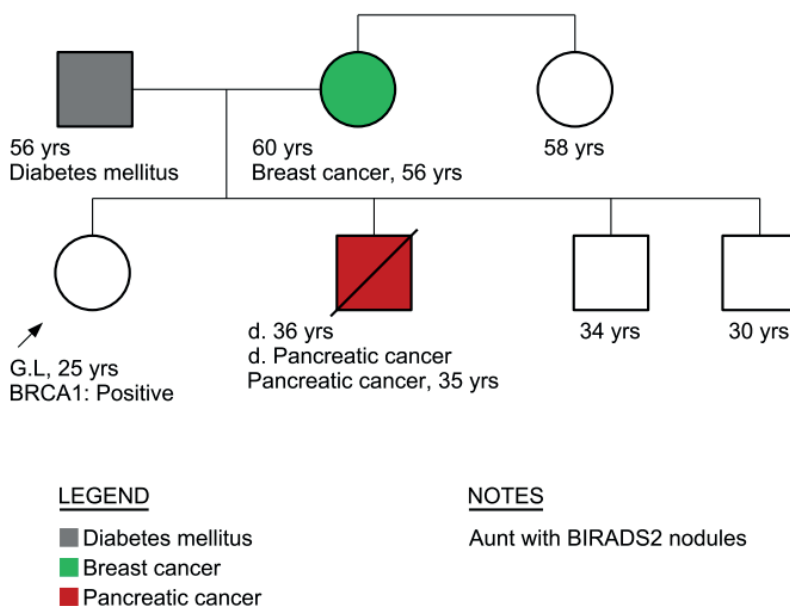 56 yrs
Diabetes mellitus
60 yrs
Breast cancer, 56 yrs
58 yrs
G.L, 25 yrs
BRCA1: Positive
d. 36 yrs
d. Pancreatic cancer
Pancreatic cancer, 35 yrs
34 yrs
30 yrs
LEGEND
Diabetes mellitus
Breast cancer
Pancreatic cancer
NOTES
Aunt with BIRADS2 nodules